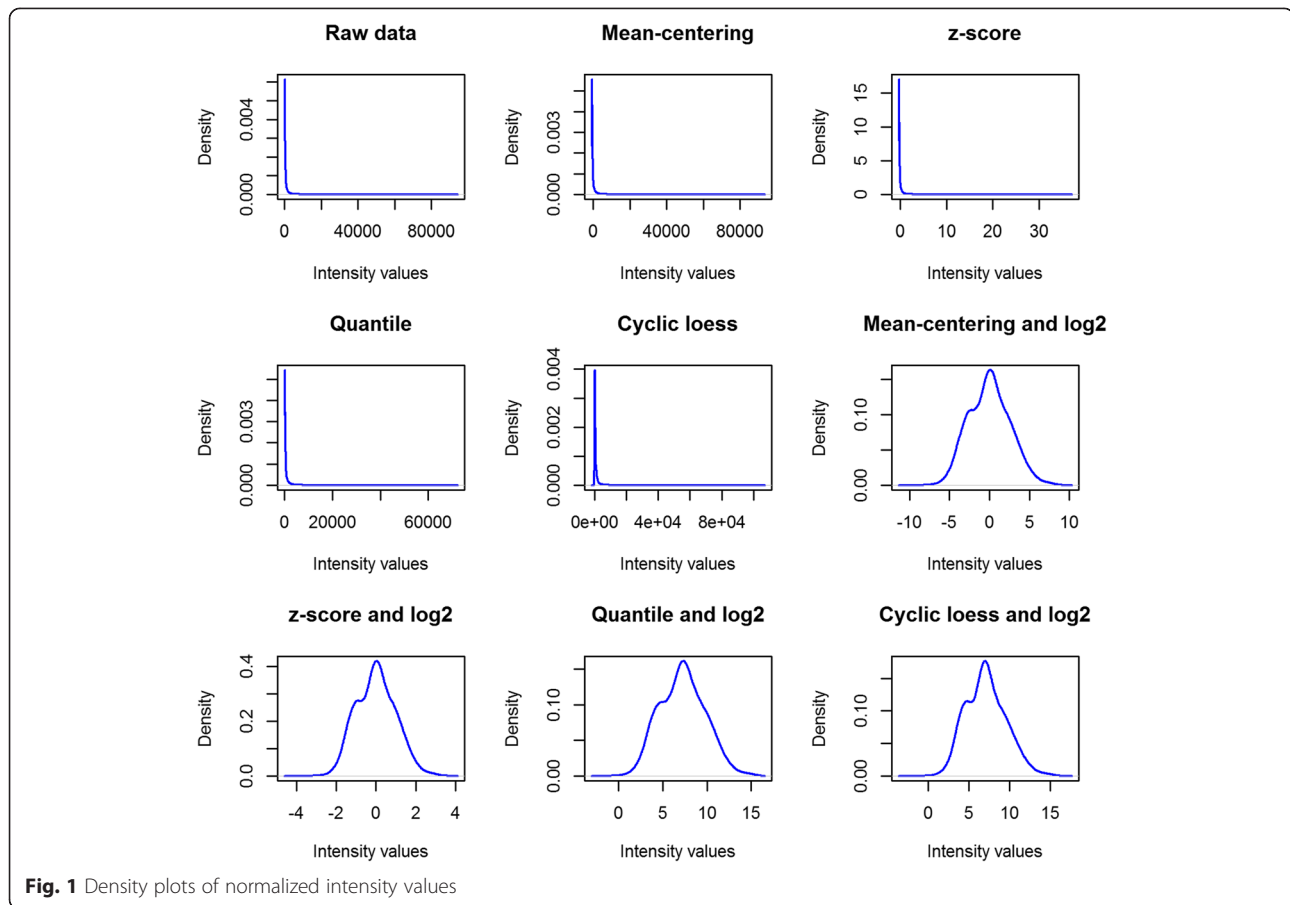 Raw data
Density
0.004
0.000
0
40000
80000
Intensity values
Mean-centering
Density
0.003
0.000
0
40000
80000
Intensity values
z-score
Density
15
10
5
0
0
10
20
30
Intensity values
Quantile
Density
0.003
0.000
0
20000
60000
Intensity values
Cyclic loess
Density
0.004
0.002
0.000
0e+00
4e+04
8e+04
Intensity values
Mean-centering and log2
Density
0.10
0.00
-10
-5
0
5
10
Intensity values
z-score and log2
Density
0.4
0.2
0.0
-4
-2
0
2
4
Intensity values
Quantile and log2
Density
0.10
0.00
0
5
10
15
Intensity values
Cyclic loess and log2
Density
0.10
0.00
0
5
10
15
Intensity values
Fig. 1 Density plots of normalized intensity values